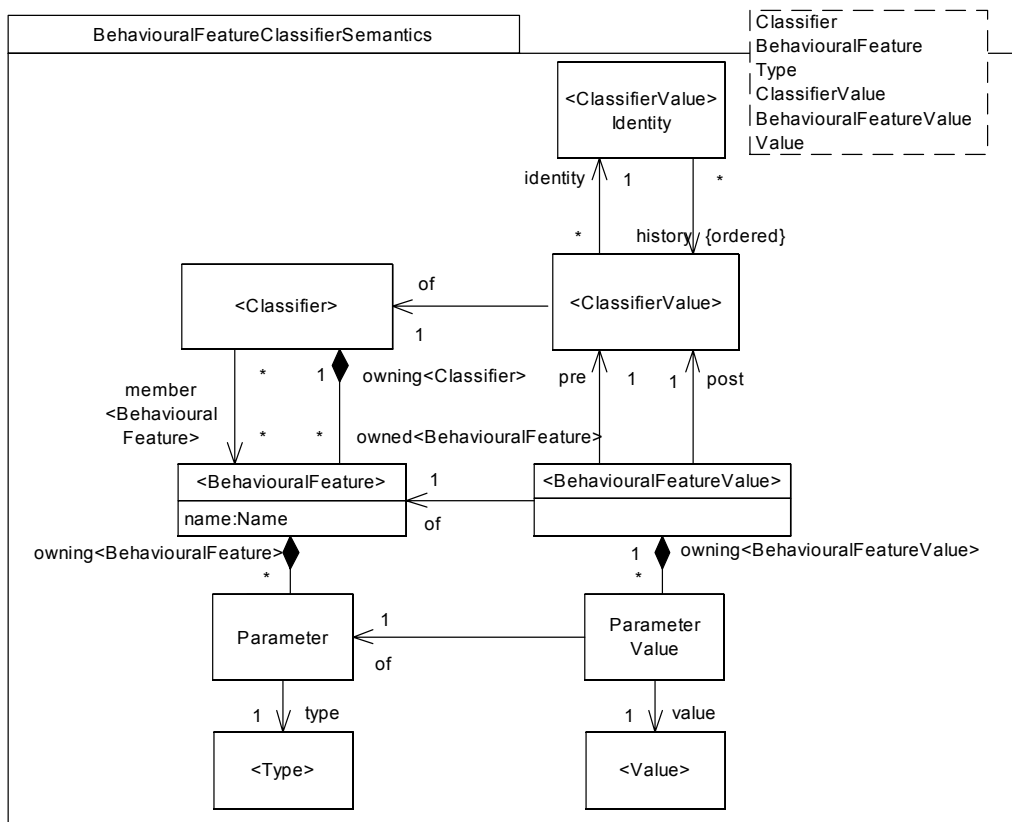 BehaviouralFeatureClassifierSemantics
Classifier
BehaviouralFeature
Type
ClassifierValue
BehaviouralFeatureValue
Value
<ClassifierValue>
Identity
identity
1
*
*
history
{ordered}
<Classifier>
of
1
<ClassifierValue>
member
<Behavioural
Feature>
*
*
1
owning<Classifier>
*
owned<BehaviouralFeature>
pre
1
1
post
<BehaviouralFeature>
name:Name
1
of
<BehaviouralFeatureValue>
owning<BehaviouralFeature>
*
1
owning<BehaviouralFeatureValue>
*
Parameter
1
of
Parameter
Value
1
type
1
value
<Type>
<Value>